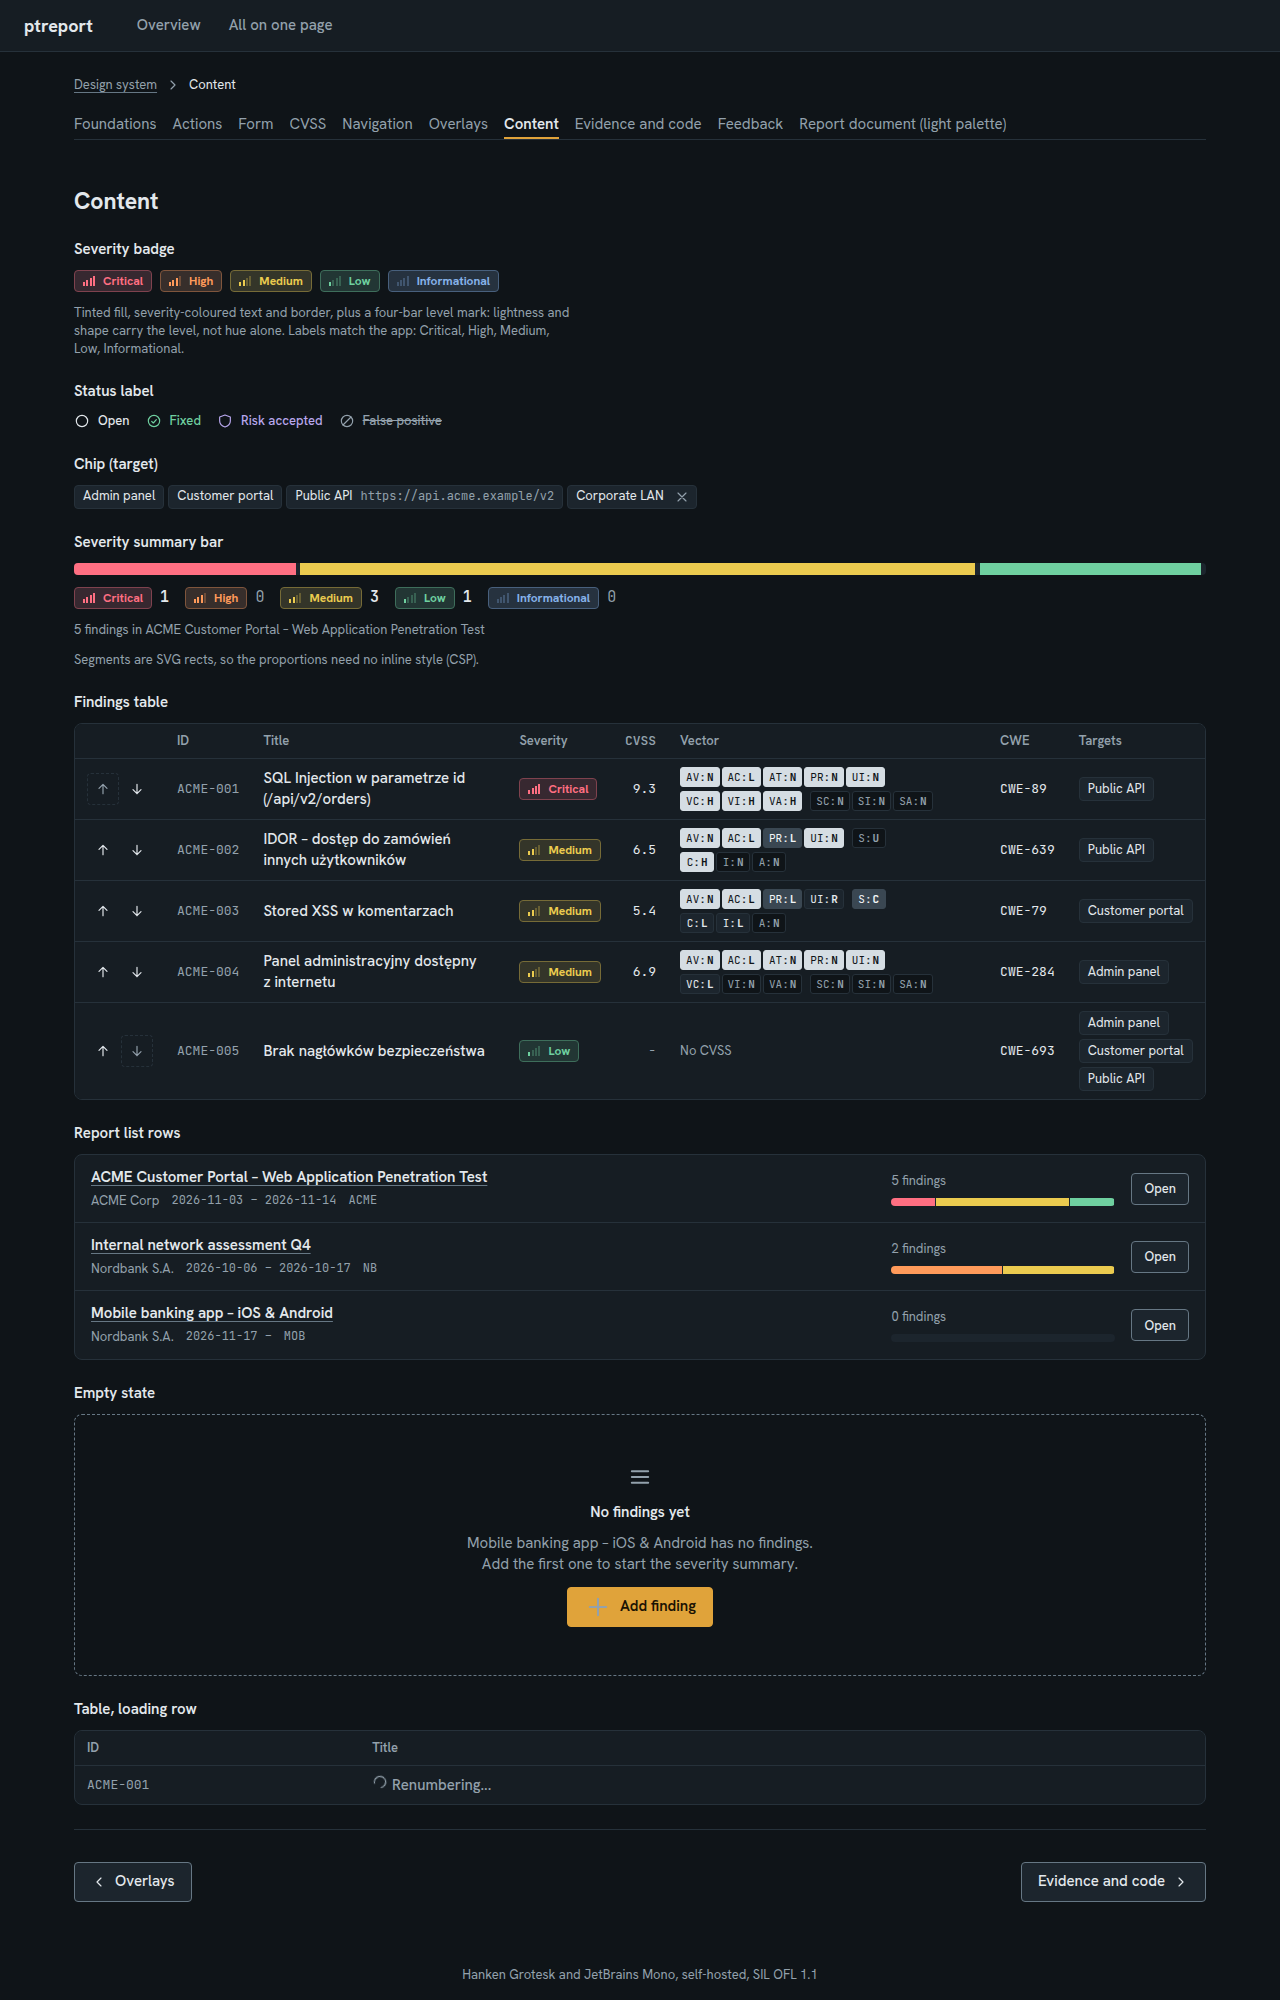 ptreport Overview All on one page
Design system Content
Foundations Actions Form CVSS Navigation Overlays Content Evidence and code Feedback Report document (light palette)
Content
Severity badge
Critical High Medium Low Informational
Tinted fill, severity-coloured text and border, plus a four-bar level mark: lightness and
shape carry the level, not hue alone. Labels match the app: Critical, High, Medium,
Low, Informational.
Status label
Open Fixed Risk accepted False positive
Chip (target)
Admin panel Customer portal Public API https://api.acme.example/v2 Corporate LAN
Severity summary bar
Critical 1 High 0 Medium 3 Low 1 Informational 0
5 findings in ACME Customer Portal – Web Application Penetration Test
Segments are SVG rects, so the proportions need no inline style (CSP).
Findings table
ID Title Severity CVSS Vector CWE Targets
ACME-001 SQL Injection w parametrze id (/api/v2/orders) Critical 9.3 AV:N AC:L AT:N PR:N UI:N VC:H VI:H VA:H SC:N SI:N SA:N CWE-89 Public API
ACME-002 IDOR – dostęp do zamówień innych użytkowników Medium 6.5 AV:N AC:L PR:L UI:N S:U C:H I:N A:N CWE-639 Public API
ACME-003 Stored XSS w komentarzach Medium 5.4 AV:N AC:L PR:L UI:R S:C C:L I:L A:N CWE-79 Customer portal
ACME-004 Panel administracyjny dostępny z internetu Medium 6.9 AV:N AC:L AT:N PR:N UI:N VC:L VI:N VA:N SC:N SI:N SA:N CWE-284 Admin panel
ACME-005 Brak nagłówków bezpieczeństwa Low – No CVSS CWE-693 Admin panel Customer portal Public API
Report list rows
ACME Customer Portal – Web Application Penetration Test
ACME Corp 2026-11-03 – 2026-11-14 ACME
5 findings
Open
Internal network assessment Q4
Nordbank S.A. 2026-10-06 – 2026-10-17 NB
2 findings
Open
Mobile banking app – iOS & Android
Nordbank S.A. 2026-11-17 – MOB
0 findings
Open
Empty state
No findings yet
Mobile banking app – iOS & Android has no findings.
Add the first one to start the severity summary.
Add finding
Table, loading row
ID Title
ACME-001 Renumbering…
Overlays
Evidence and code
Hanken Grotesk and JetBrains Mono, self-hosted, SIL OFL 1.1